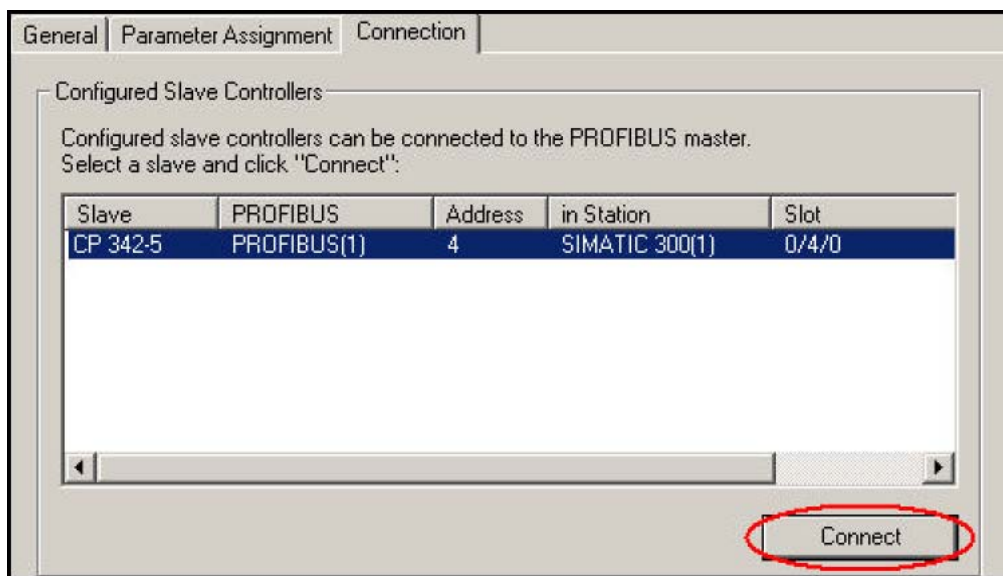 General Parameter Assignment Connection
Configured Slave Controllers
Configured slave controllers can be connected to the PROFIBUS master.
Select a slave and click "Connect":
Slave PROFIBUS Address in Station Slot
CP 342-5 PROFIBUS(1) 4 SIMATIC 300(1) 0/4/0
Connect